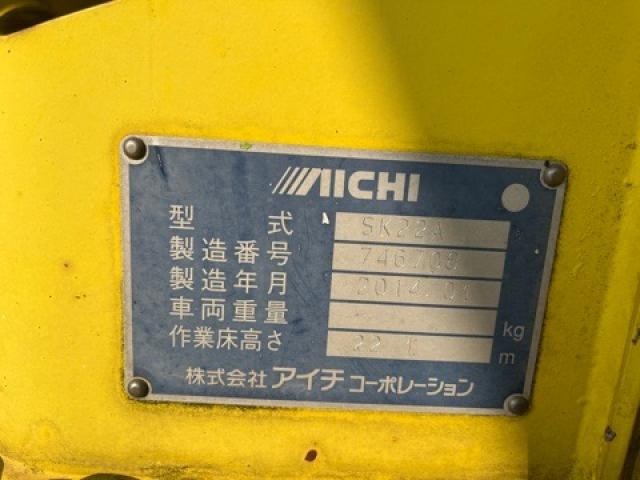 AICHI
型式 SK22A
製造番号 746708
製造年月 2014.01
車両重量 kg
作業床高さ 22.1 m
株式会社 アイチ コーポレーション